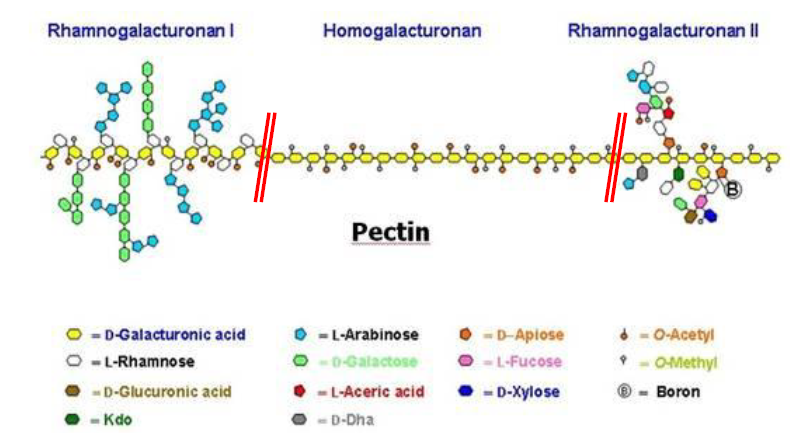 Rhamnogalacturonan I Homogalacturonan Rhamnogalacturonan II
B
Pectin
= D-Galacturonic acid = L-Arabinose = D–Apiose = O-Acetyl
= L-Rhamnose = D-Galactose = L-Fucose = O-Methyl
= D-Glucuronic acid = L-Aceric acid = D-Xylose B = Boron
= Kdo = D-Dha